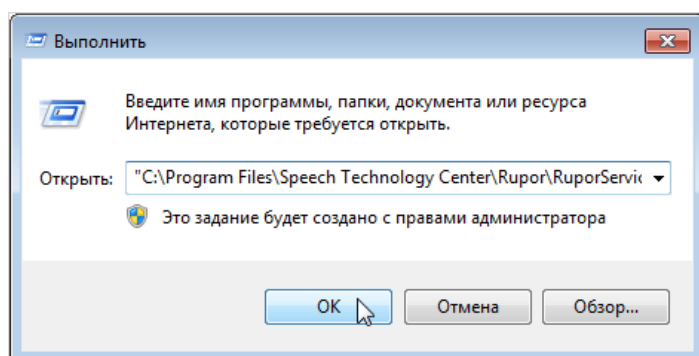 Выполнить
Введите имя программы, папки, документа или ресурса
Интернета, которые требуется открыть.
Открыть: "C:\Program Files\Speech Technology Center\Rupor\RuporServic
Это задание будет создано с правами администратора
ОК Отмена Обзор...